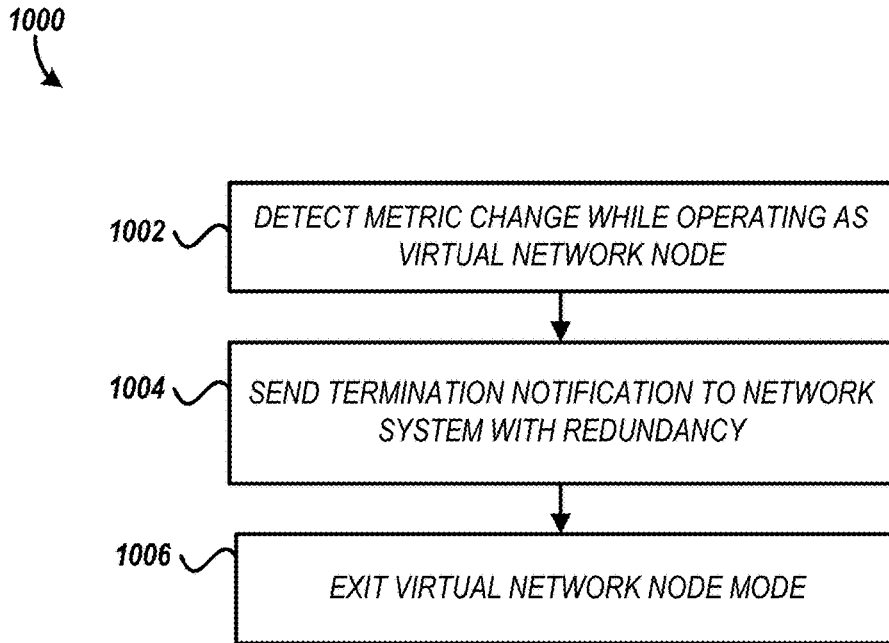 1000
1002
DETECT METRIC CHANGE WHILE OPERATING AS
VIRTUAL NETWORK NODE
1004
SEND TERMINATION NOTIFICATION TO NETWORK
SYSTEM WITH REDUNDANCY
1006
EXIT VIRTUAL NETWORK NODE MODE